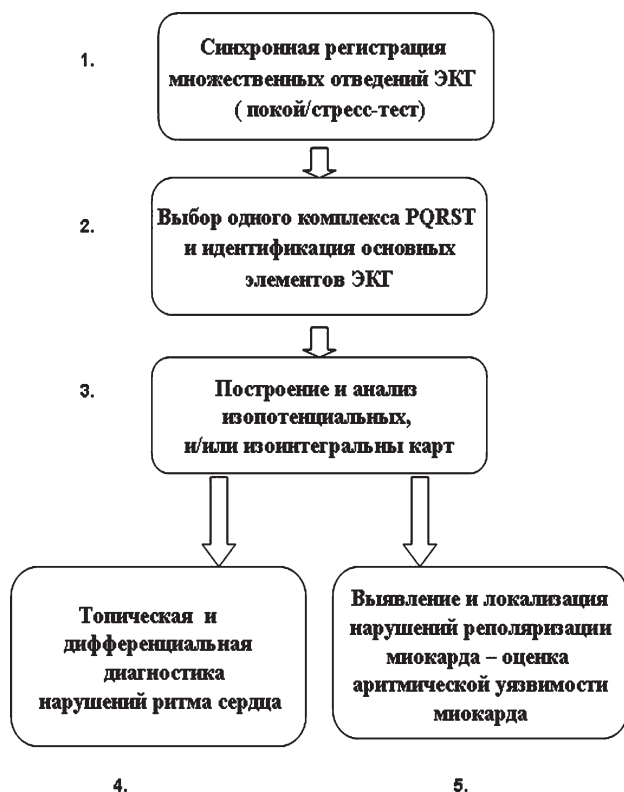 1.
Синхронная регистрация
множественных отведений ЭКГ
( покой/стресс-тест)
2.
Выбор одного комплекса PQRST
и идентификация основных
элементов ЭКГ
3.
Построение и анализ
изопотенциальных,
и/или изоинтегральны карт
Топическая и
дифференциальная
диагностика
нарушений ритма сердца
4.
Выявление и локализация
нарушений реполяризации
миокарда – оценка
аритмической уязвимости
миокарда
5.